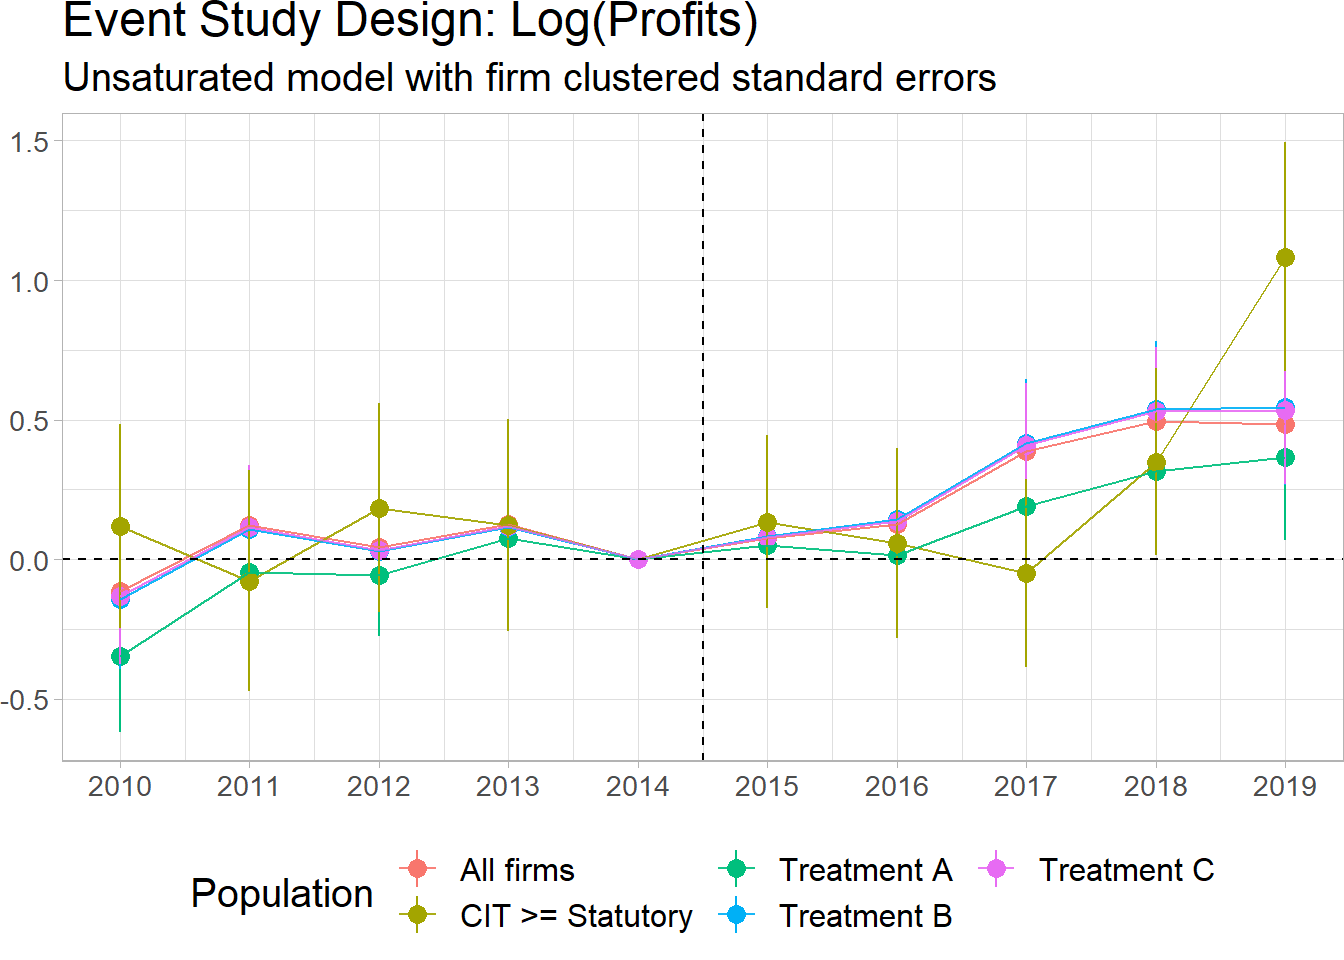 Event Study Design: Log(Profits)
Unsaturated model with firm clustered standard errors
1.5
1.0
0.5
0.0
-0.5
2010 2011 2012 2013 2014 2015 2016 2017 2018 2019
Population
All firms Treatment A Treatment C
CIT >= Statutory Treatment B